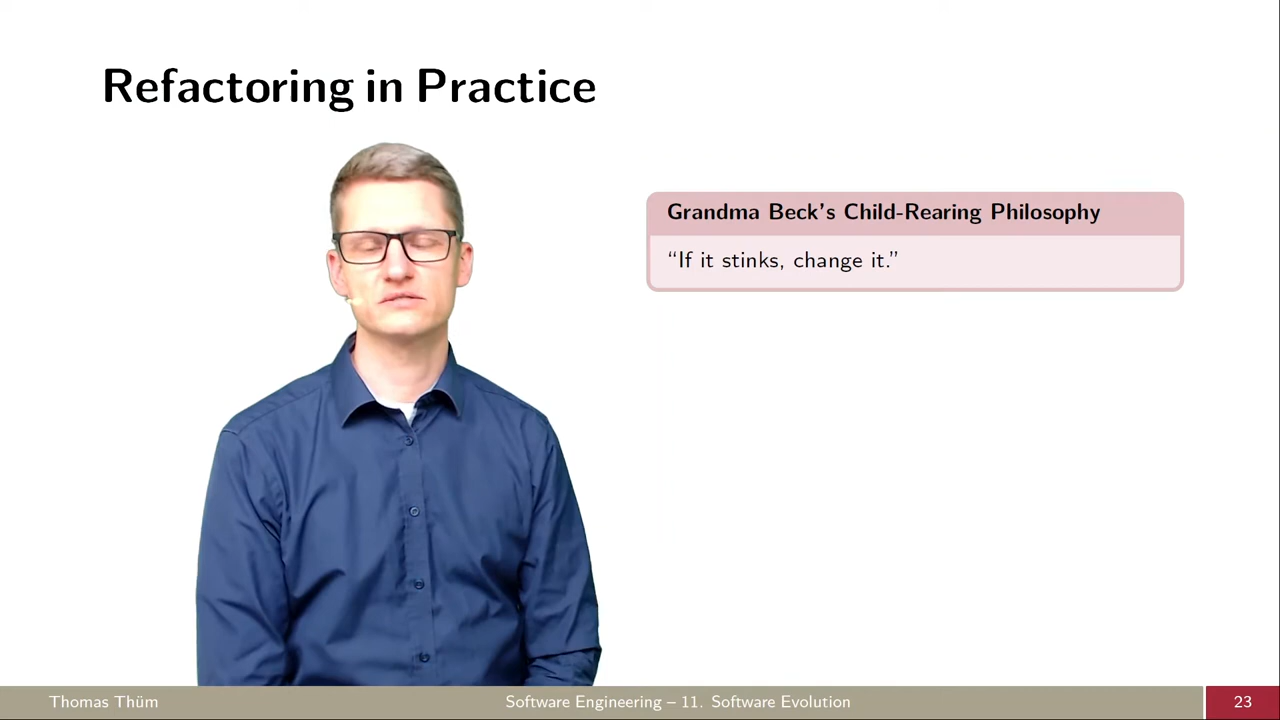 Refactoring in Practice
Grandma Beck's Child-Rearing Philosophy
“If it stinks, change it.”
Thomas Thüm
Software Engineering – 11. Software Evolution
23